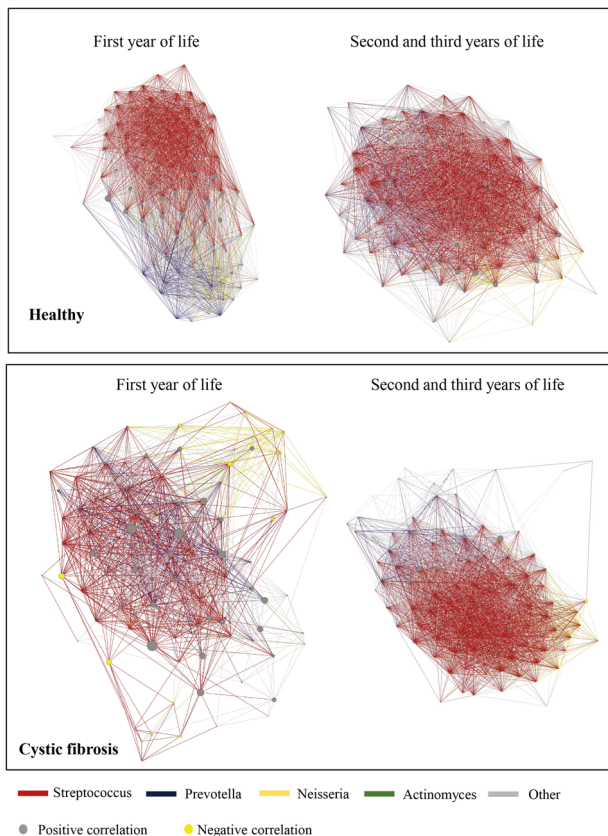 First year of life
Second and third years of life
Healthy
First year of life
Second and third years of life
Cystic fibrosis
Streptococcus
Prevotella
Neisseria
Actinomyces
Other
Positive correlation
Negative correlation